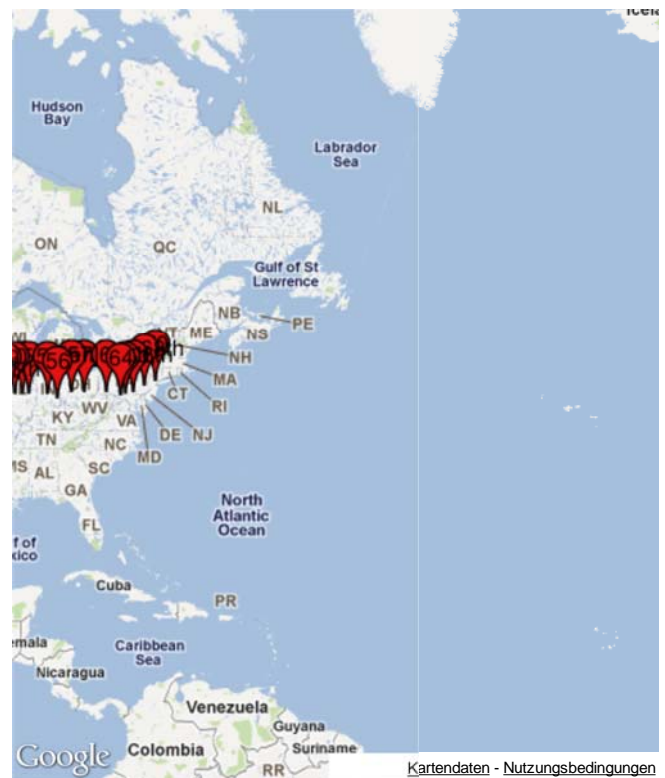 Hudson
Bay
Labrador
Sea
NL
ON
QC
Gulf of St
Lawrence
NB
PE
ME
NS
NH
MA
CT
RI
WV
KY
VA
DE
NJ
TN
NC
MD
AL
SC
GA
North
Atlantic
Ocean
FL
Cuba
PR
Caribbean
Sea
Nicaragua
Venezuela
Guyana
Google
Colombia
Suriname
RR
Kartendaten - Nutzungsbedingungen